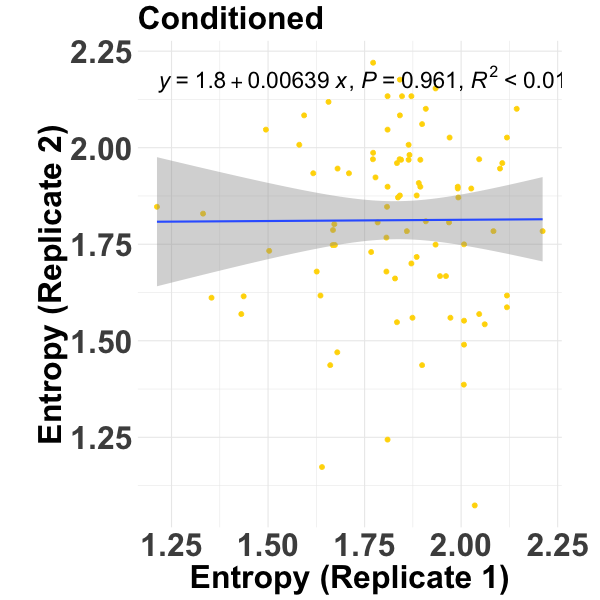 Conditioned
y = 1.8 + 0.00639 x, P = 0.961, R² < 0.01
2.25
2.00
1.75
1.50
1.25
Entropy (Replicate 2)
1.25 1.50 1.75 2.00 2.25
Entropy (Replicate 1)